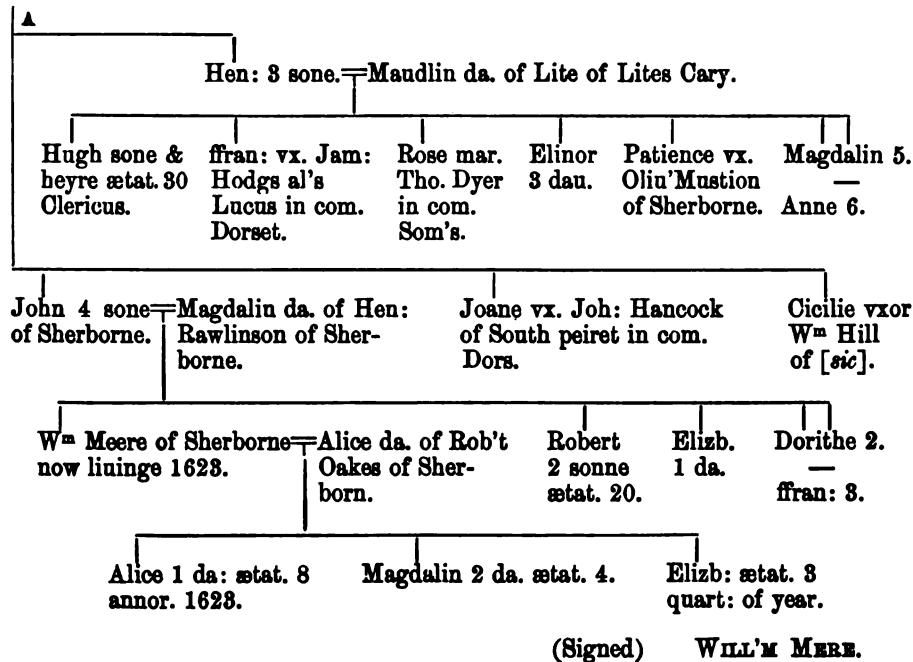 A
Hen: 3 sone. Maudlin da. of Lite of Lites Cary.
Hugh sone &
heyre ætat. 30
Clericus.
ffran: vx. Jam:
Hodgs al's
Lucus in com.
Dorset.
Rose mar.
Tho. Dyer
in com.
Som's.
Elinor
3 dau.
Patience vx.
Oliu'Mustion
of Sherborne.
Magdalin 5.
—
Anne 6.
John 4 sone
of Sherborne.
Magdalin da. of Hen:
Rawlinson of Sher-
borne.
Joane vx. Joh: Hancock
of South peiret in com.
Dors.
Cicilie vxor
Wm Hill
of [sic].
Wm Meere of Sherborne
now liuinge 1623.
Alice da. of Rob't
Oakes of Sher-
born.
Robert
2 sonne
ætat. 20.
Elizb.
1 da.
Dorithe 2.
—
ffran: 3.
Alice 1 da: ætat. 8
annor. 1623.
Magdalin 2 da. ætat. 4.
Elizb: ætat. 3
quart: of year.
(Signed) WILL'M MERE.